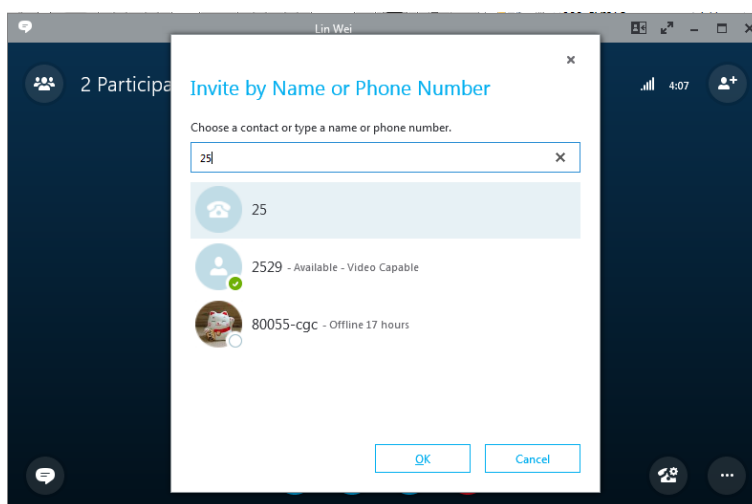 Lin Wei
2 Participa
4:07
Invite by Name or Phone Number
Choose a contact or type a name or phone number.
25
25
2529 - Available - Video Capable
80055-cgc - Offline 17 hours
OK
Cancel